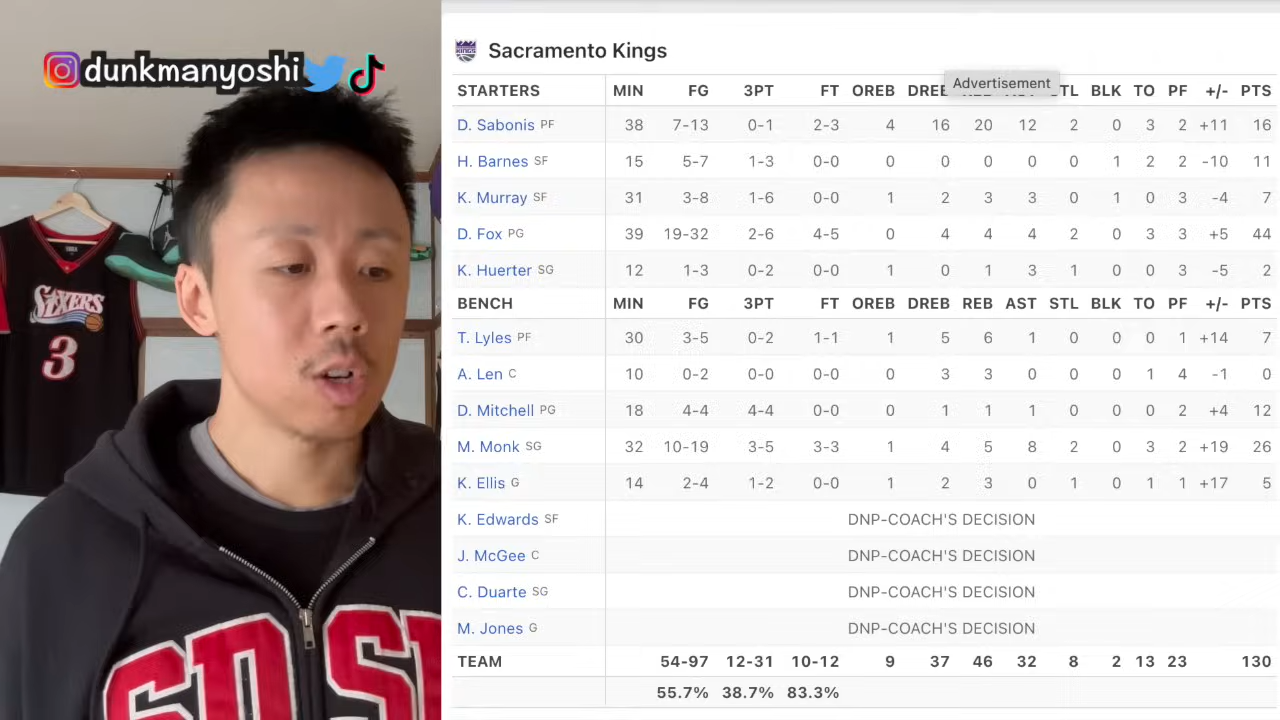 dunkmanyoshi
SIXERS
3
KINGS
Sacramento Kings
Advertisement
STARTERS MIN FG 3PT FT OREB DREB REB AST STL BLK TO PF +/- PTS
D. Sabonis PF 38 7-13 0-1 2-3 4 16 20 12 2 0 3 2 +11 16
H. Barnes SF 15 5-7 1-3 0-0 0 0 0 0 0 1 2 2 -10 11
K. Murray SF 31 3-8 1-6 0-0 1 2 3 3 0 1 0 3 -4 7
D. Fox PG 39 19-32 2-6 4-5 0 4 4 4 2 0 3 3 +5 44
K. Huerter SG 12 1-3 0-2 0-0 1 0 1 3 1 0 0 3 -5 2
BENCH MIN FG 3PT FT OREB DREB REB AST STL BLK TO PF +/- PTS
T. Lyles PF 30 3-5 0-2 1-1 1 5 6 1 0 0 0 1 +14 7
A. Len C 10 0-2 0-0 0-0 0 3 3 0 0 0 1 4 -1 0
D. Mitchell PG 18 4-4 4-4 0-0 0 1 1 1 0 0 0 2 +4 12
M. Monk SG 32 10-19 3-5 3-3 1 4 5 8 2 0 3 2 +19 26
K. Ellis G 14 2-4 1-2 0-0 1 2 3 0 1 0 1 1 +17 5
K. Edwards SF DNP-COACH'S DECISION
J. McGee C DNP-COACH'S DECISION
C. Duarte SG DNP-COACH'S DECISION
M. Jones G DNP-COACH'S DECISION
TEAM 54-97 12-31 10-12 9 37 46 32 8 2 13 23 130
55.7% 38.7% 83.3%